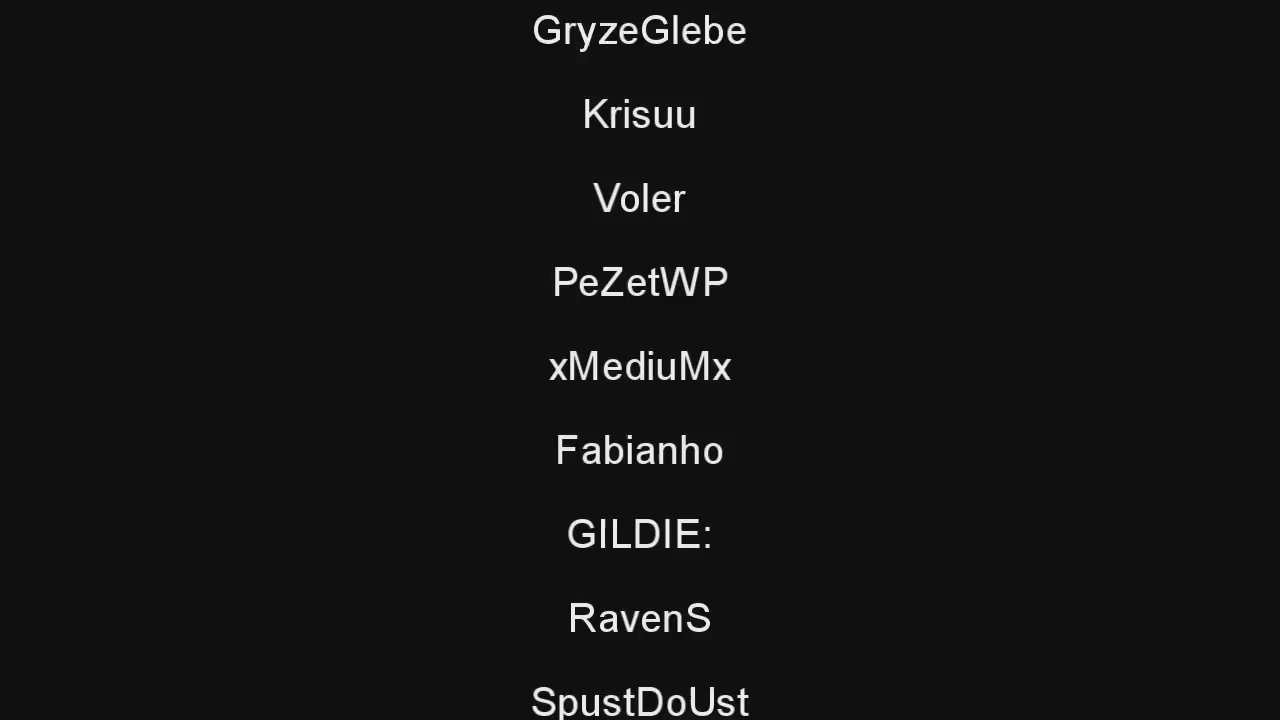 GryzeGlebe
Krisuu
Voler
PeZetWP
xMediuMx
Fabianho
GILDIE:
RavenS
SpustDoUst